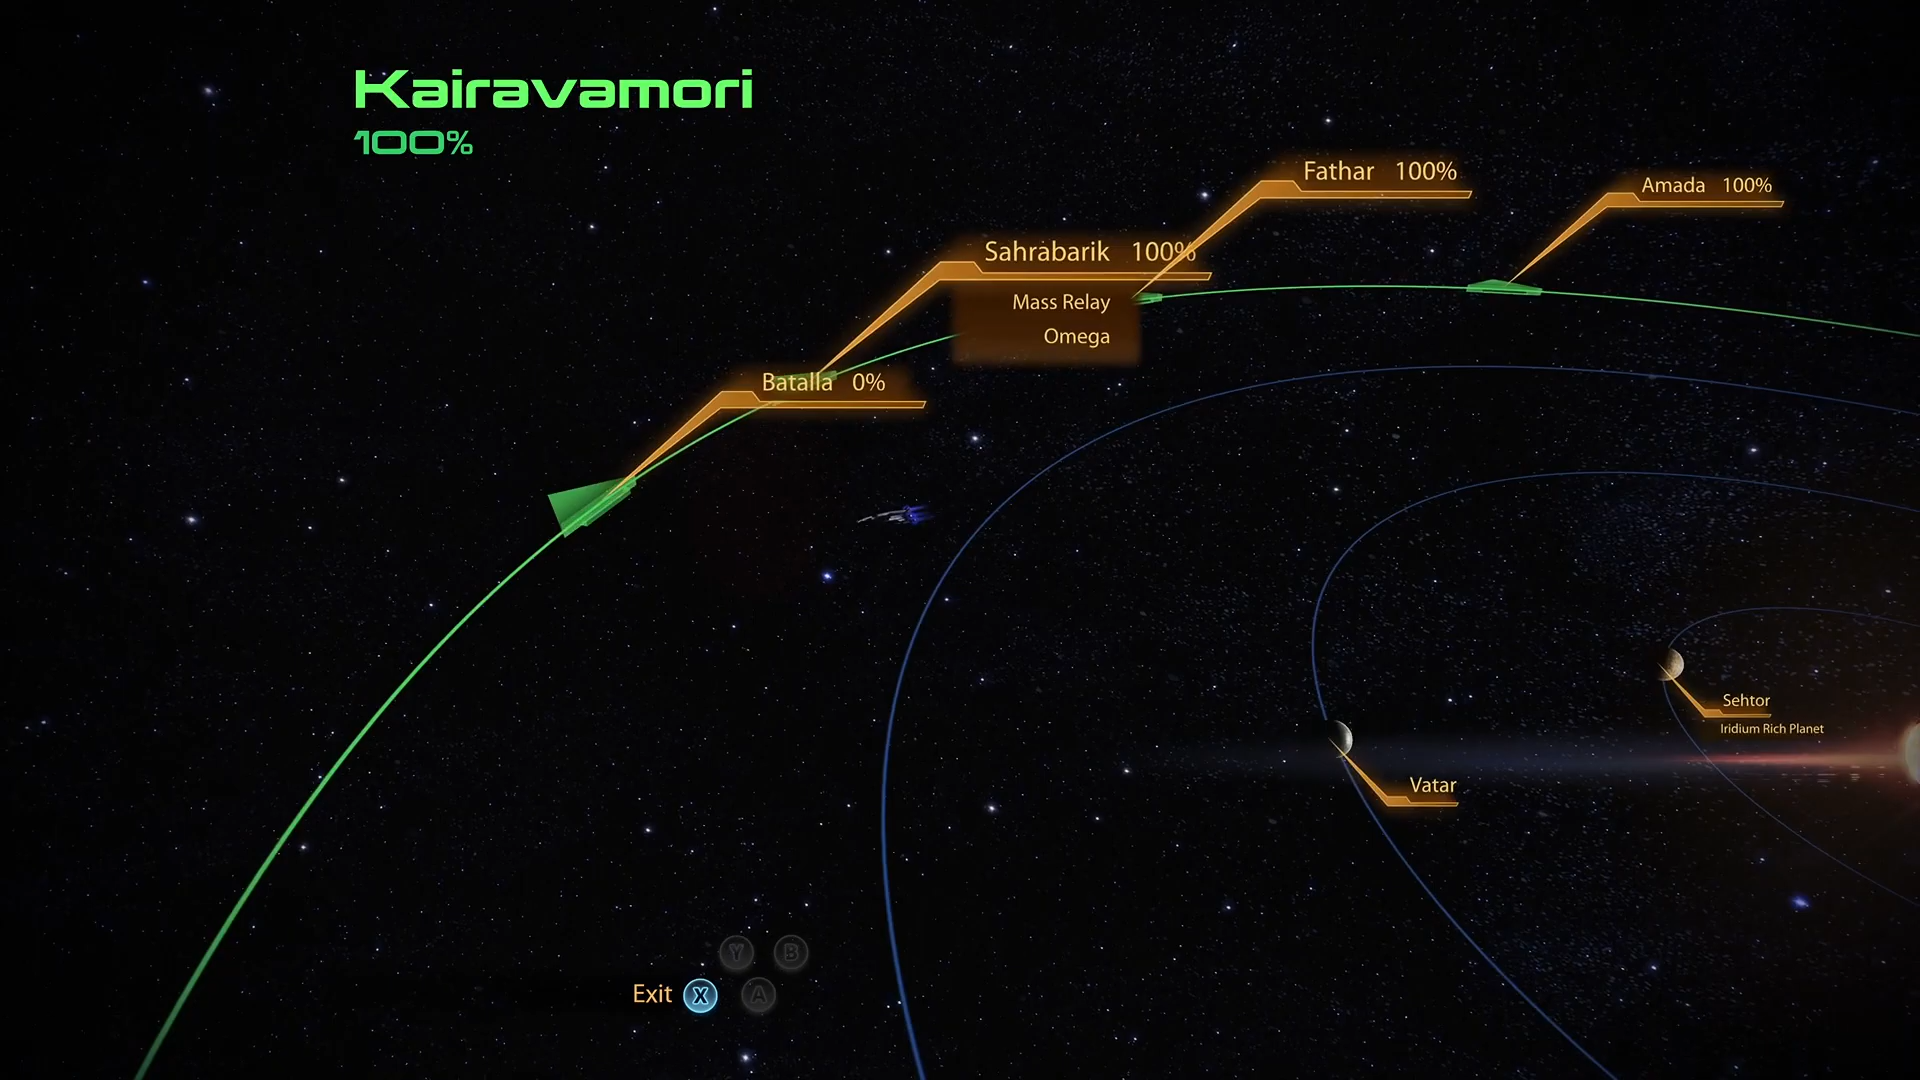 Kairavamori
100%
Fathar 100%
Amada 100%
Sahrabarik 100%
Mass Relay
Omega
Batalla 0%
Sehtor
Iridium Rich Planet
Vatar
Y B
Exit X A